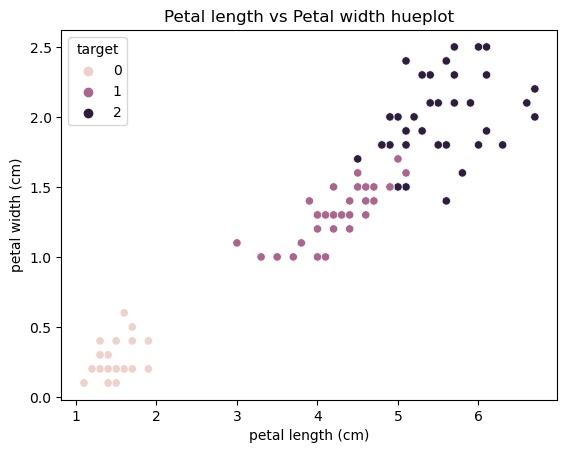 Petal length vs Petal width hueplot
target
0
1
2
petal width (cm)
2.5
2.0
1.5
1.0
0.5
0.0
1 2 3 4 5 6
petal length (cm)